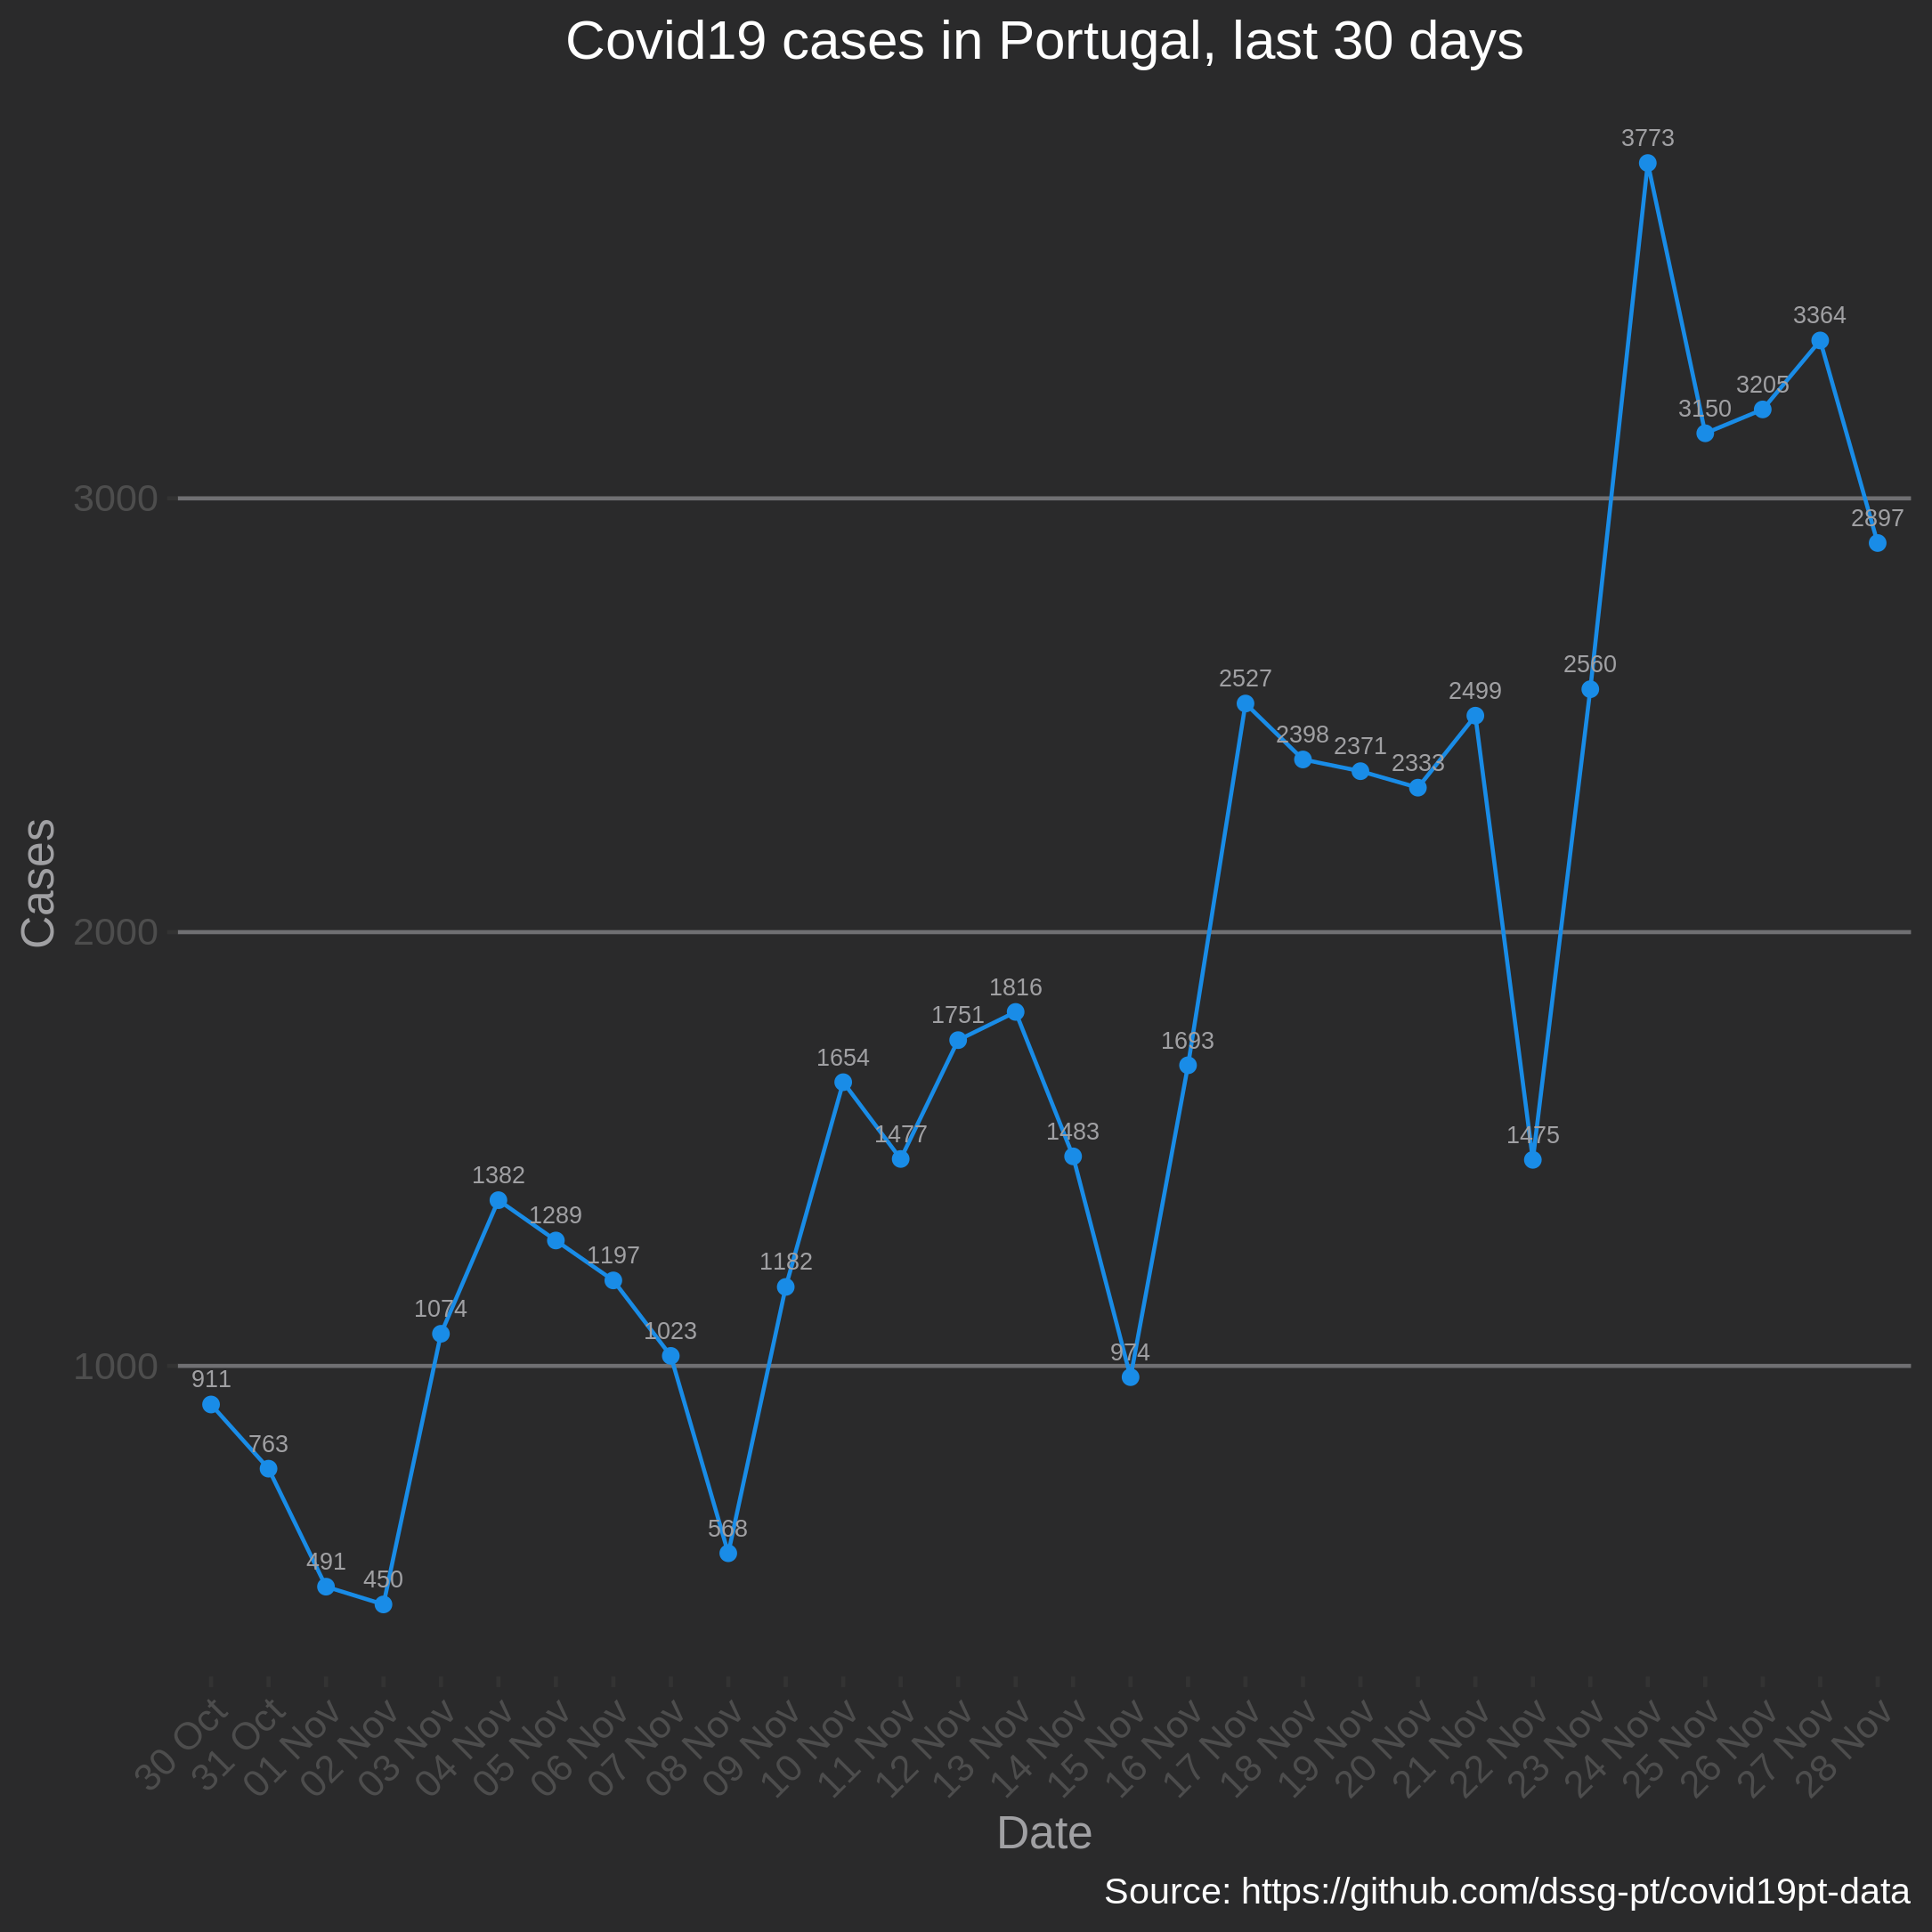 Covid19 cases in Portugal, last 30 days
3773
3364
3205
3150
3000
2897
2560
2527
2499
2398
2371
2333
Cases
2000
1816
1751
1693
1654
1483
1477
1475
1382
1289
1197
1182
1074
1023
974
1000
911
763
568
491
450
30 Oct
31 Oct
01 Nov
02 Nov
03 Nov
04 Nov
05 Nov
06 Nov
07 Nov
08 Nov
09 Nov
10 Nov
11 Nov
12 Nov
13 Nov
14 Nov
15 Nov
16 Nov
17 Nov
18 Nov
19 Nov
20 Nov
21 Nov
22 Nov
23 Nov
24 Nov
25 Nov
26 Nov
27 Nov
28 Nov
Date
Source: https://github.com/dssg-pt/covid19pt-data